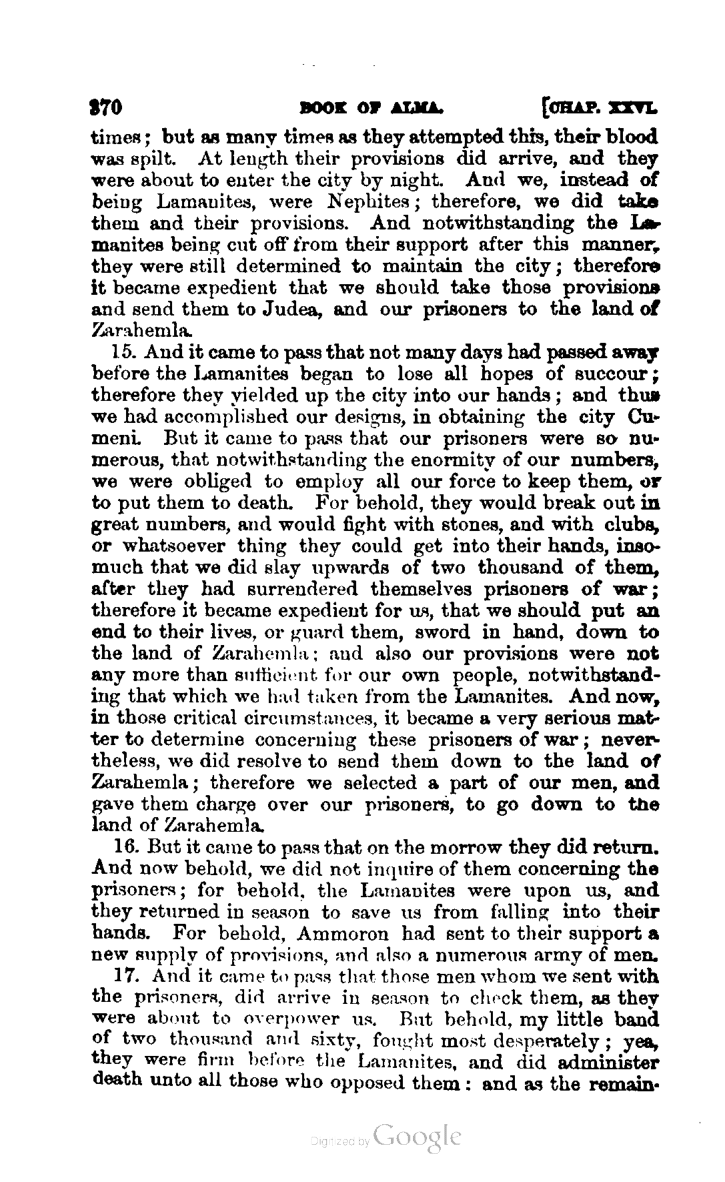 370 BOOK OF ALMA. [CHAP. XXVI.
times; but as many times as they attempted this, their blood
was spilt. At length their provisions did arrive, and they
were about to enter the city by night. And we, instead of
being Lamanites, were Nephites; therefore, we did take
them and their provisions. And notwithstanding the La-
manites being cut off from their support after this manner,
they were still determined to maintain the city; therefore
it became expedient that we should take those provisions
and send them to Judea, and our prisoners to the land of
Zarahemla.
15. And it came to pass that not many days had passed away
before the Lamanites began to lose all hopes of succour;
therefore they yielded up the city into our hands; and thus
we had accomplished our designs, in obtaining the city Cu-
meni. But it came to pass that our prisoners were so nu-
merous, that notwithstanding the enormity of our numbers,
we were obliged to employ all our force to keep them, or
to put them to death. For behold, they would break out in
great numbers, and would fight with stones, and with clubs,
or whatsoever thing they could get into their hands, inso-
much that we did slay upwards of two thousand of them,
after they had surrendered themselves prisoners of war;
therefore it became expedient for us, that we should put an
end to their lives, or guard them, sword in hand, down to
the land of Zarahemla; and also our provisions were not
any more than sufficient for our own people, notwithstand-
ing that which we had taken from the Lamanites. And now,
in those critical circumstances, it became a very serious mat-
ter to determine concerning these prisoners of war; never-
theless, we did resolve to send them down to the land of
Zarahemla; therefore we selected a part of our men, and
gave them charge over our prisoners, to go down to the
land of Zarahemla.
16. But it came to pass that on the morrow they did return.
And now behold, we did not inquire of them concerning the
prisoners; for behold, the Lamanites were upon us, and
they returned in season to save us from falling into their
hands. For behold, Ammoron had sent to their support a
new supply of provisions, and also a numerous army of men.
17. And it came to pass that those men whom we sent with
the prisoners, did arrive in season to check them, as they
were about to overpower us. But behold, my little band
of two thousand and sixty, fought most desperately; yea,
they were firm before the Lamanites, and did administer
death unto all those who opposed them: and as the remain-
Digitized by Google